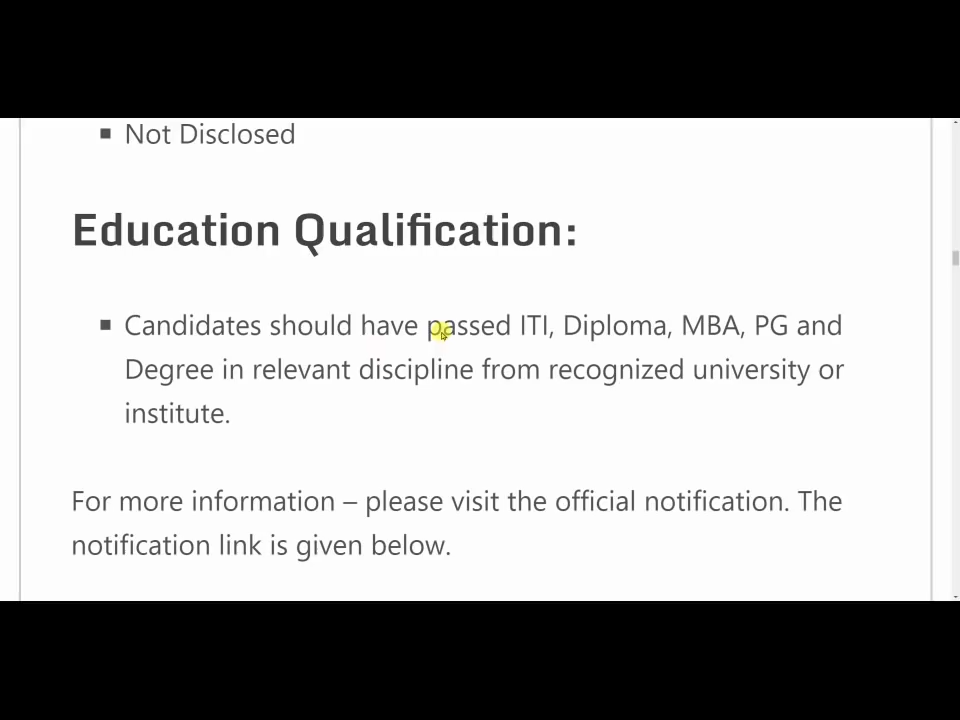 ▪ Not Disclosed
Education Qualification:
▪ Candidates should have passed ITI, Diploma, MBA, PG and
Degree in relevant discipline from recognized university or
institute.
For more information – please visit the official notification. The
notification link is given below.